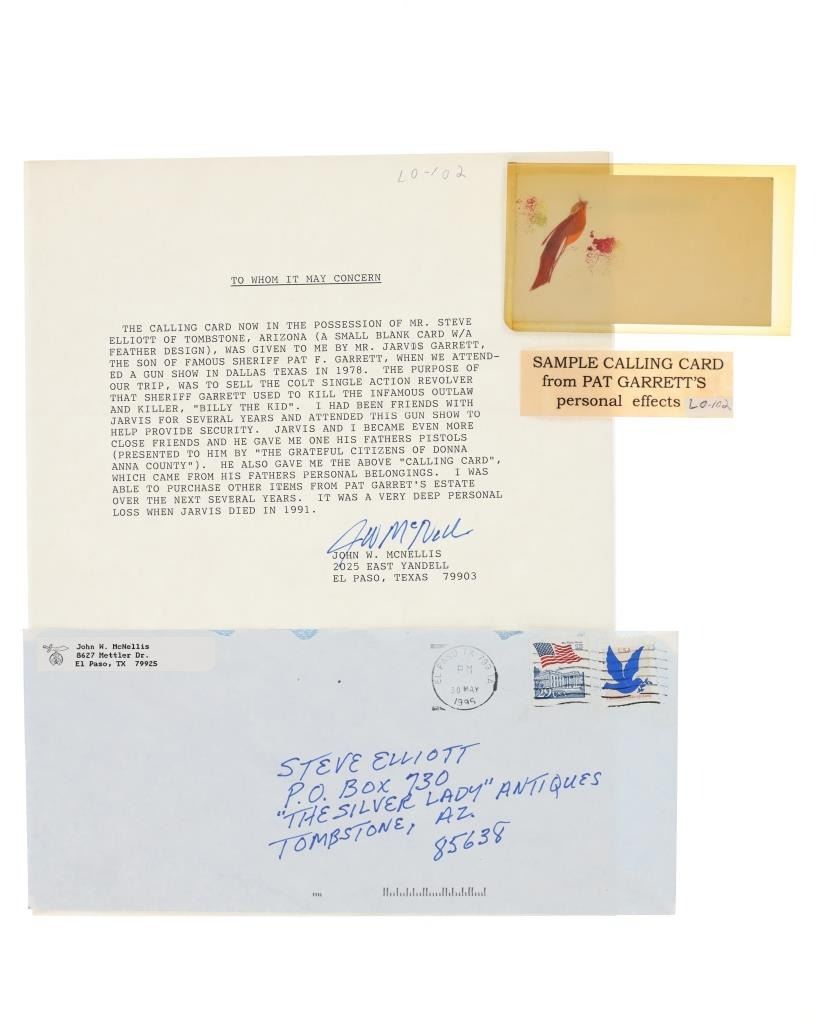 LO-102
TO WHOM IT MAY CONCERN
THE CALLING CARD NOW IN THE POSSESSION OF MR. STEVE
ELLIOTT OF TOMBSTONE, ARIZONA (A SMALL BLANK CARD W/A
FEATHER DESIGN), WAS GIVEN TO ME BY MR. JARVIS GARRETT,
THE SON OF FAMOUS SHERIFF PAT F. GARRETT, WHEN WE ATTEND-
ED A GUN SHOW IN DALLAS TEXAS IN 1978. THE PURPOSE OF
OUR TRIP, WAS TO SELL THE COLT SINGLE ACTION REVOLVER
THAT SHERIFF GARRETT USED TO KILL THE INFAMOUS OUTLAW
AND KILLER, "BILLY THE KID". I HAD BEEN FRIENDS WITH
JARVIS FOR SEVERAL YEARS AND ATTENDED THIS GUN SHOW TO
HELP PROVIDE SECURITY. JARVIS AND I BECAME EVEN MORE
CLOSE FRIENDS AND HE GAVE ME ONE HIS FATHERS PISTOLS
(PRESENTED TO HIM BY "THE GRATEFUL CITIZENS OF DONNA
ANNA COUNTY"). HE ALSO GAVE ME THE ABOVE "CALLING CARD",
WHICH CAME FROM HIS FATHERS PERSONAL BELONGINGS. I WAS
ABLE TO PURCHASE OTHER ITEMS FROM PAT GARRET'S ESTATE
OVER THE NEXT SEVERAL YEARS. IT WAS A VERY DEEP PERSONAL
LOSS WHEN JARVIS DIED IN 1991.
JOHN W. MCNELLIS
2025 EAST YANDELL
EL PASO, TEXAS 79903
SAMPLE CALLING CARD
from PAT GARRETT'S
personal effects LO-102
John W. McNellis
8627 Mettler Dr.
El Paso, TX 79925
EL PASO TX
PM
30 MAY
1995
29 USA
USA
STEVE ELLIOTT
P.O. BOX 730
"THE SILVER LADY" ANTIQUES
TOMBSTONE, AZ.
85638